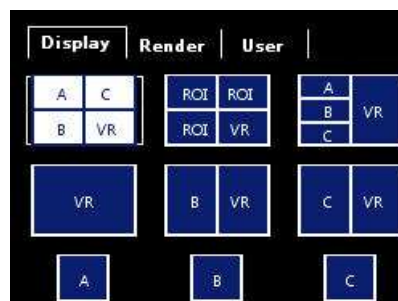 Display Render User
A C ROI ROI A
B VR ROI VR B VR
C
VR B VR C VR
A B C